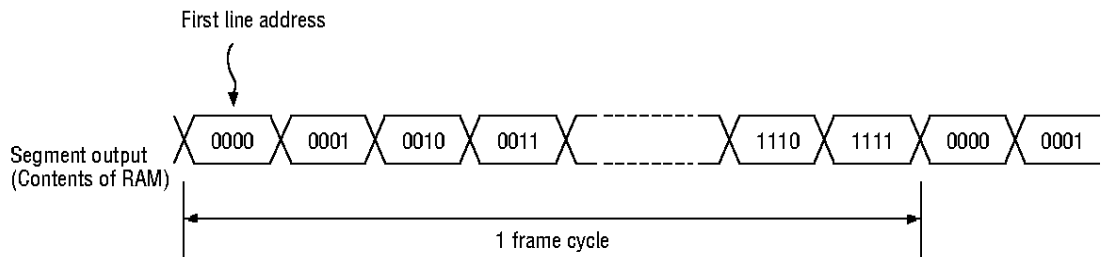 First line address
0000 0001 0010 0011 1110 1111 0000 0001
Segment output
(Contents of RAM)
1 frame cycle